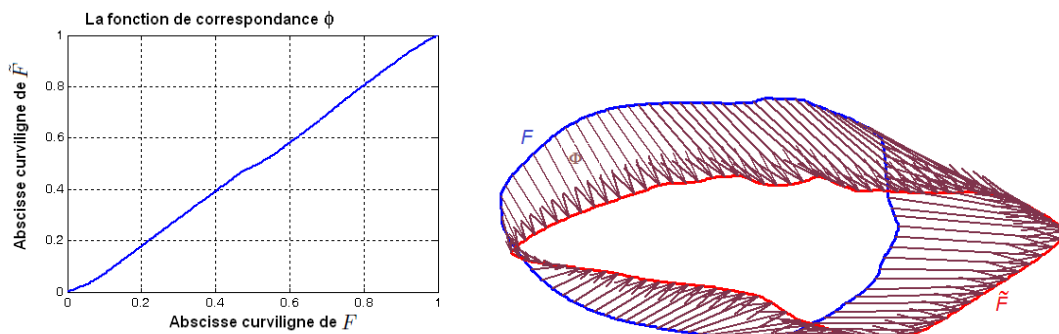 La fonction de correspondance ϕ
Abscisse curviligne de F̃
1
0.8
0.6
0.4
0.2
0
0
0.2
0.4
0.6
0.8
1
Abscisse curviligne de F
F
Φ
F̃